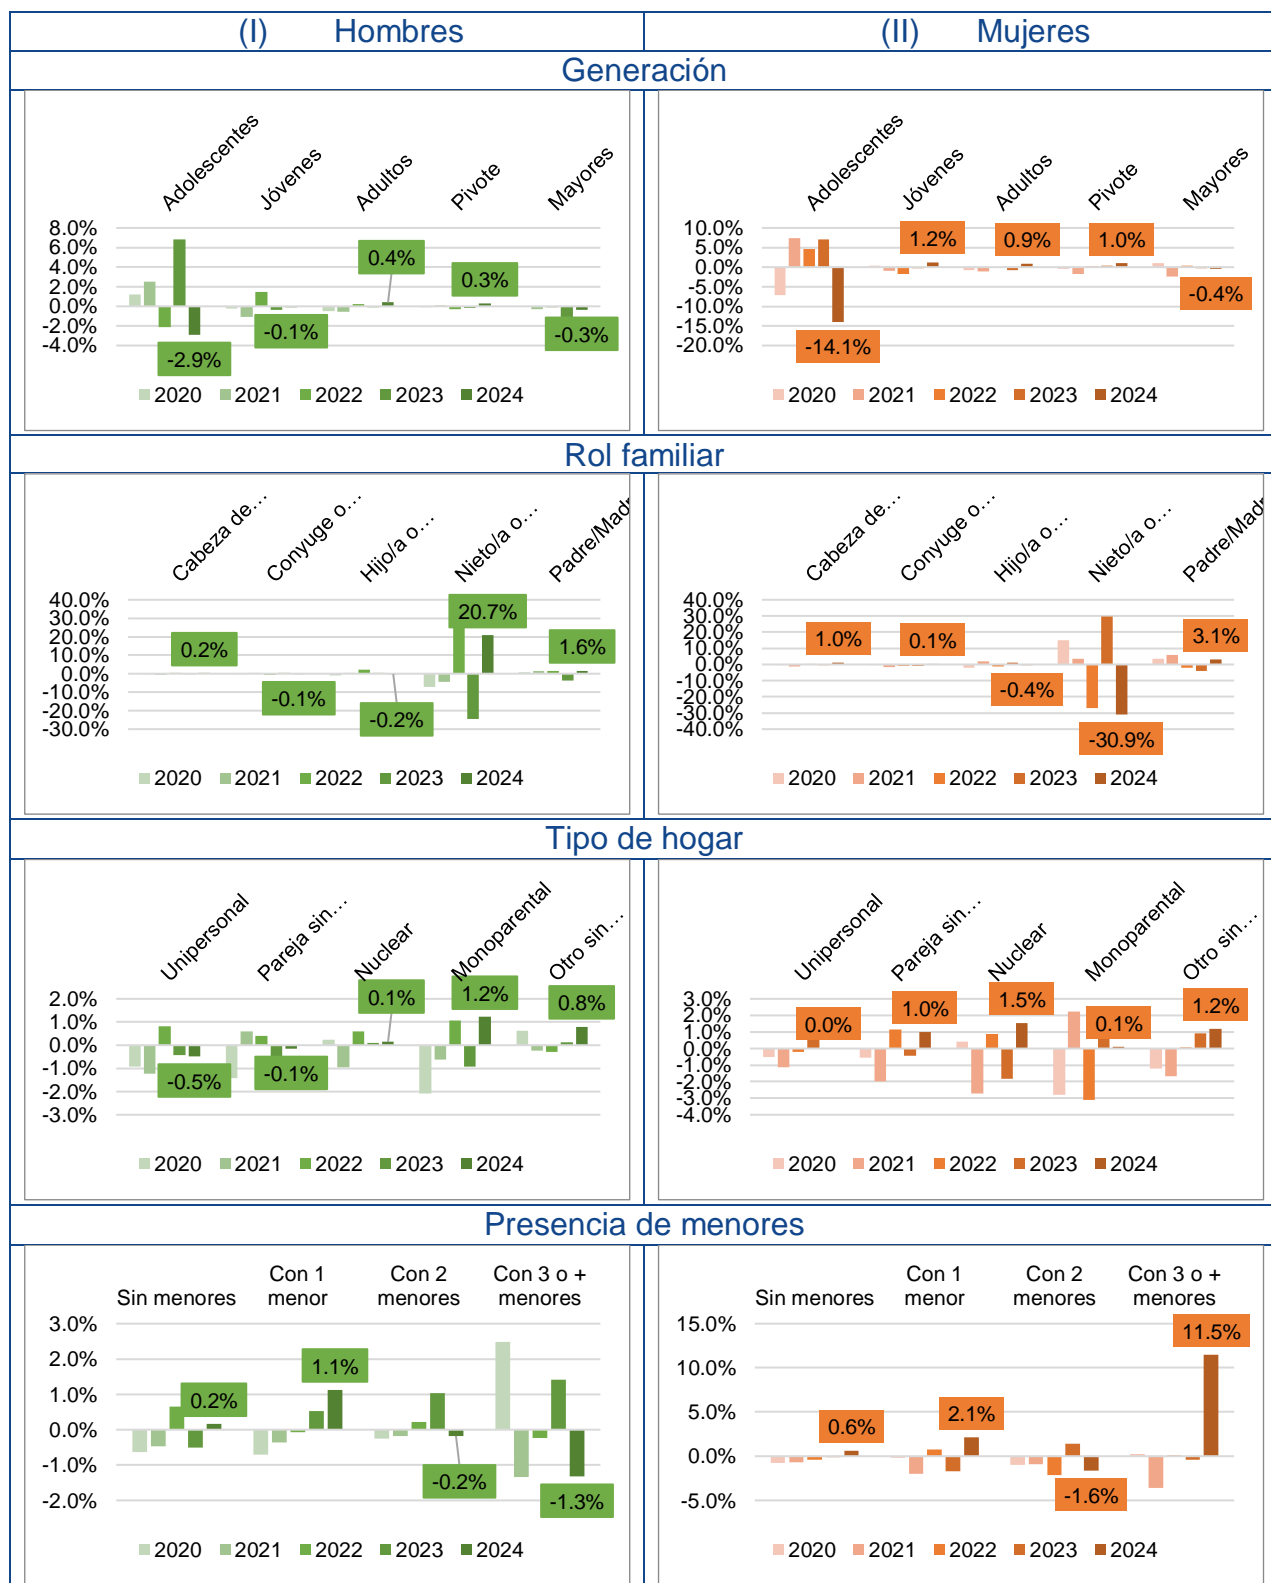 (I) Hombres
(II) Mujeres
Generación
Adolescentes
Jóvenes
Adultos
Pivote
Mayores
8.0%
6.0%
4.0%
2.0%
0.0%
-2.0%
-4.0%
-2.9%
-0.1%
0.4%
0.3%
-0.3%
2020 2021 2022 2023 2024
Adolescentes
Jóvenes
Adultos
Pivote
Mayores
10.0%
5.0%
0.0%
-5.0%
-10.0%
-15.0%
-20.0%
-14.1%
1.2%
0.9%
1.0%
-0.4%
2020 2021 2022 2023 2024
Rol familiar
Cabeza de…
Conyuge o…
Hijo/a o…
Nieto/a o…
Padre/Madr
40.0%
30.0%
20.0%
10.0%
0.0%
-10.0%
-20.0%
-30.0%
0.2%
-0.1%
-0.2%
20.7%
1.6%
2020 2021 2022 2023 2024
Cabeza de…
Conyuge o…
Hijo/a o…
Nieto/a o…
Padre/Madr
40.0%
30.0%
20.0%
10.0%
0.0%
-10.0%
-20.0%
-30.0%
-40.0%
1.0%
0.1%
-0.4%
-30.9%
3.1%
2020 2021 2022 2023 2024
Tipo de hogar
Unipersonal
Pareja sin…
Nuclear
Monoparental
Otro sin…
2.0%
1.0%
0.0%
-1.0%
-2.0%
-3.0%
-0.5%
-0.1%
0.1%
1.2%
0.8%
2020 2021 2022 2023 2024
Unipersonal
Pareja sin…
Nuclear
Monoparental
Otro sin…
3.0%
2.0%
1.0%
0.0%
-1.0%
-2.0%
-3.0%
-4.0%
0.0%
1.0%
1.5%
0.1%
1.2%
2020 2021 2022 2023 2024
Presencia de menores
Sin menores
Con 1
menor
Con 2
menores
Con 3 o +
menores
3.0%
2.0%
1.0%
0.0%
-1.0%
-2.0%
0.2%
1.1%
-0.2%
-1.3%
2020 2021 2022 2023 2024
Sin menores
Con 1
menor
Con 2
menores
Con 3 o +
menores
15.0%
10.0%
5.0%
0.0%
-5.0%
0.6%
2.1%
-1.6%
11.5%
2020 2021 2022 2023 2024